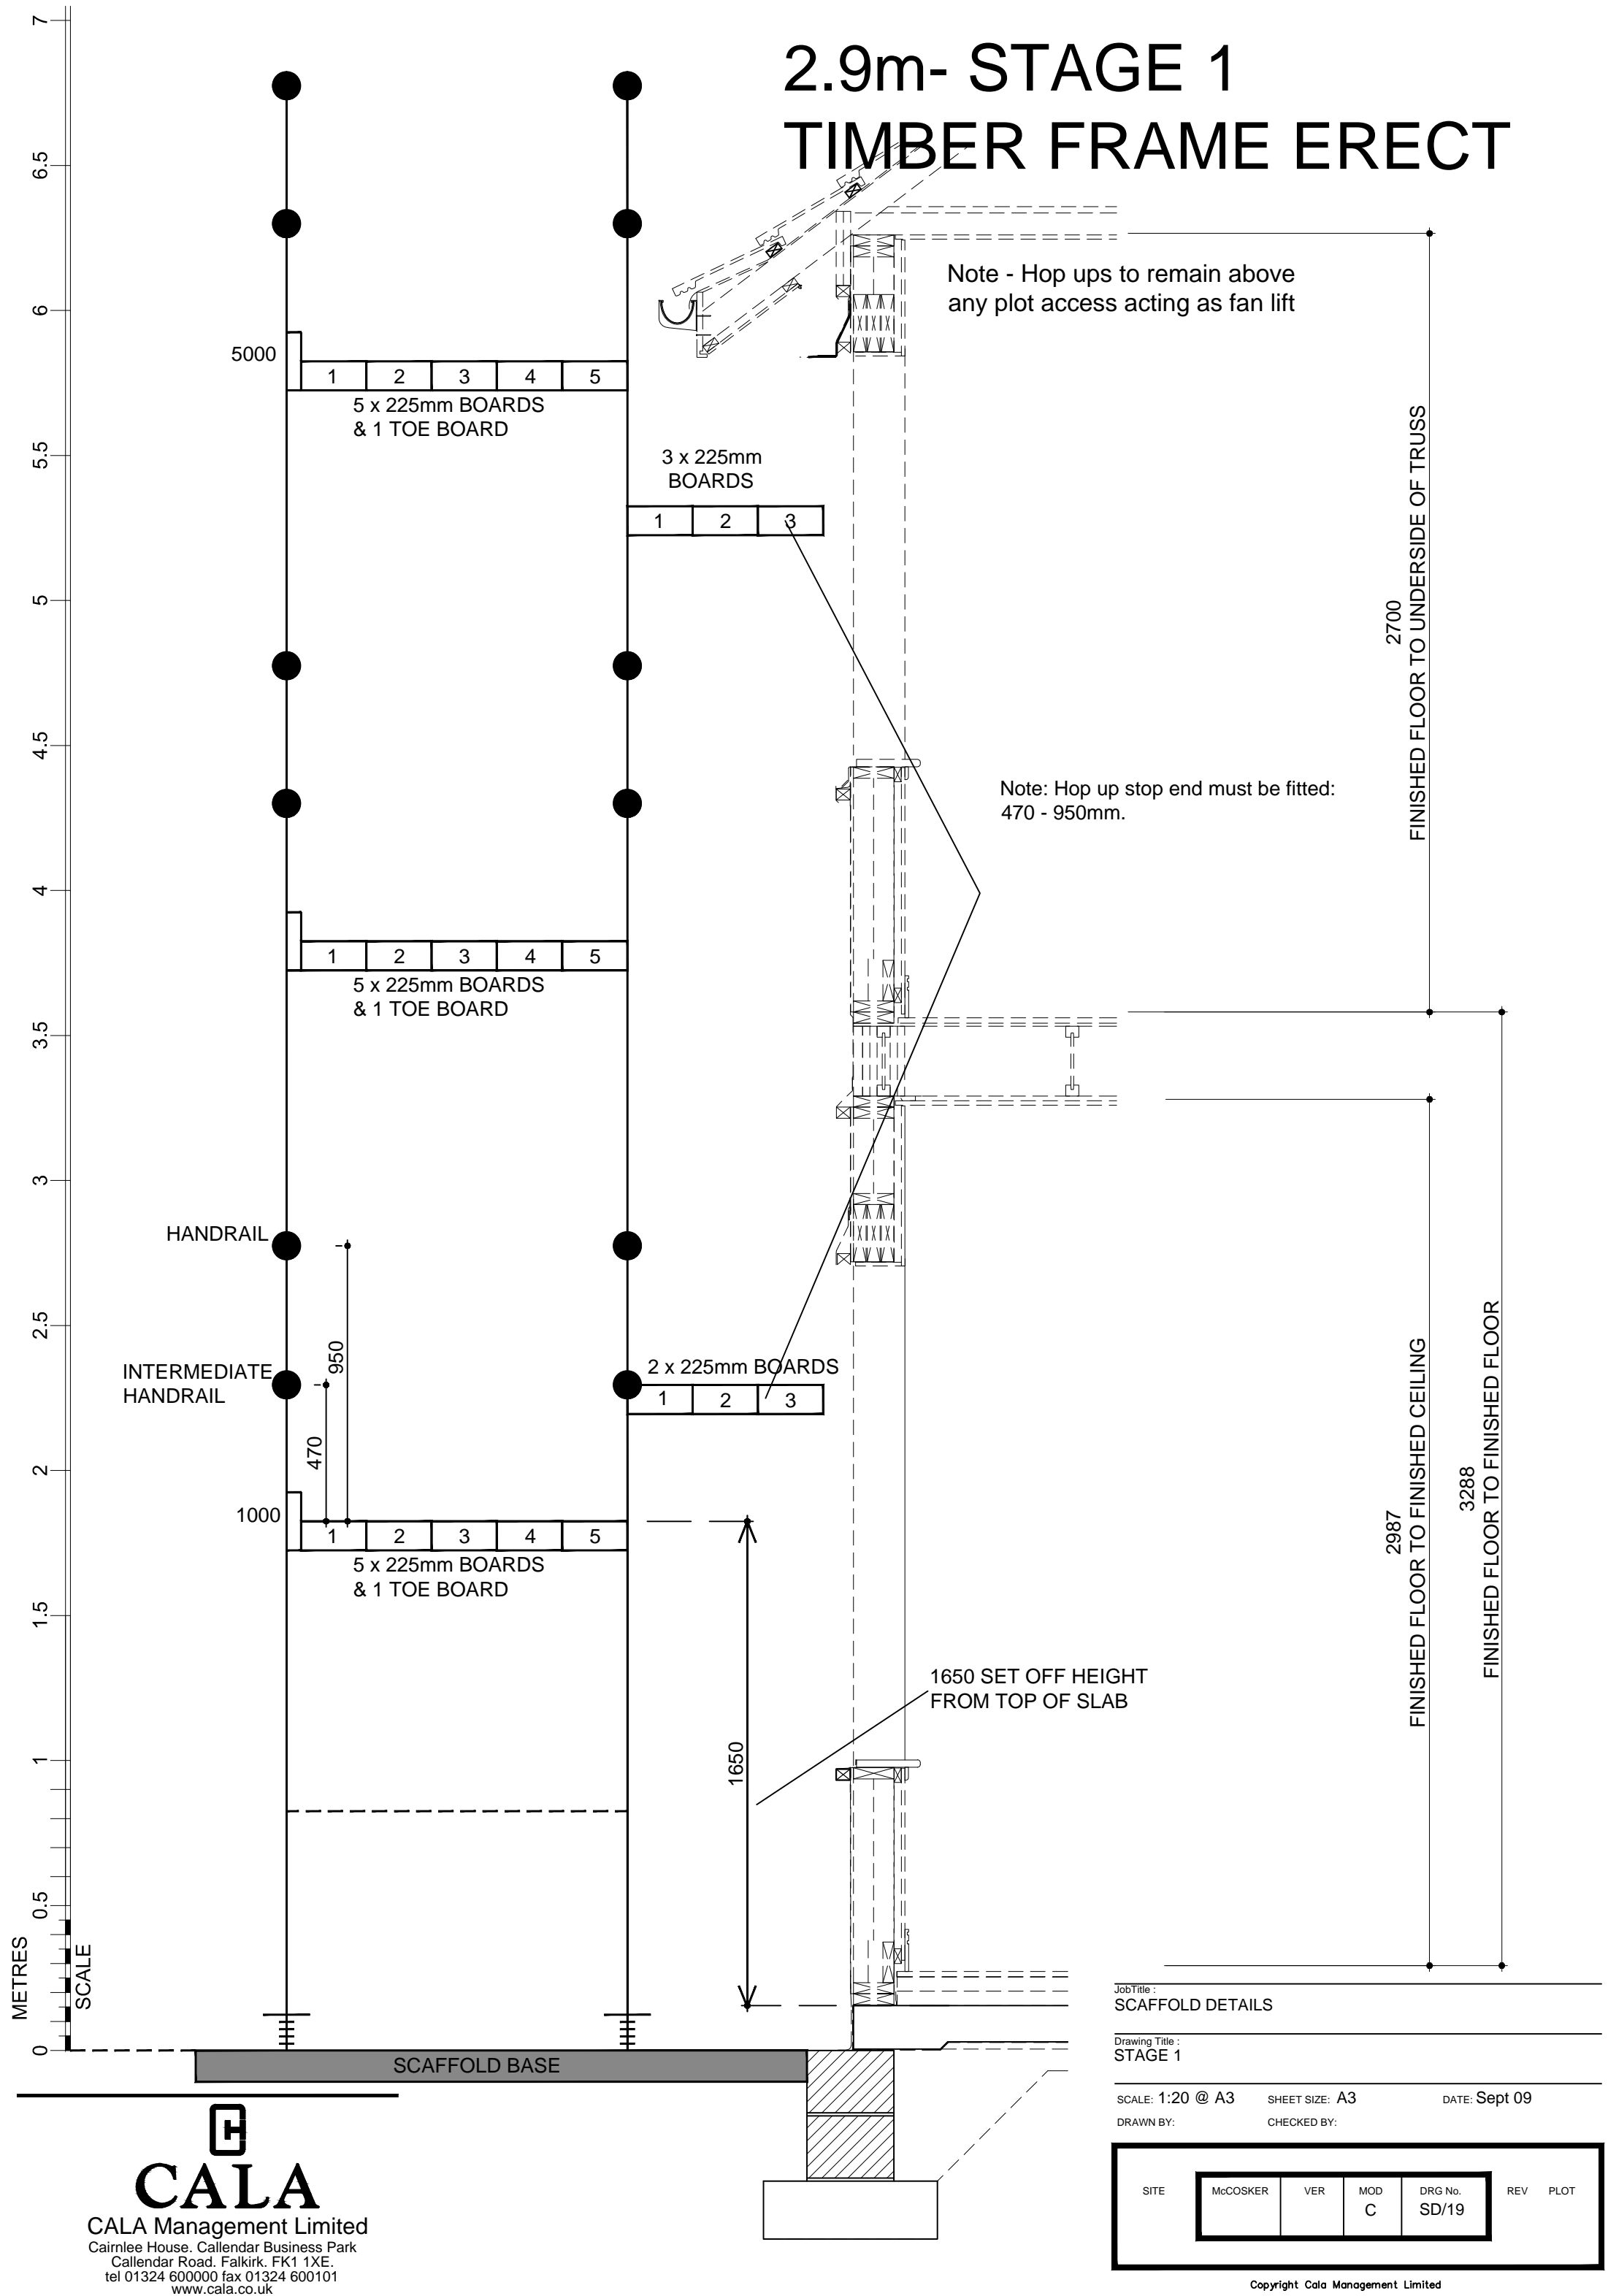 2.9m- STAGE 1
TIMBER FRAME ERECT
7
6.5
6
5.5
5
4.5
4
3.5
3
2.5
2
1.5
1
0.5
0
METRES
SCALE
Note - Hop ups to remain above
any plot access acting as fan lift
5000
1 2 3 4 5
5 x 225mm BOARDS
& 1 TOE BOARD
3 x 225mm
BOARDS
1 2 3
2700
FINISHED FLOOR TO UNDERSIDE OF TRUSS
Note: Hop up stop end must be fitted:
470 - 950mm.
1 2 3 4 5
5 x 225mm BOARDS
& 1 TOE BOARD
HANDRAIL
950
INTERMEDIATE
HANDRAIL
470
2 x 225mm BOARDS
1 2 3
1000
1 2 3 4 5
5 x 225mm BOARDS
& 1 TOE BOARD
2987
FINISHED FLOOR TO FINISHED CEILING
3288
FINISHED FLOOR TO FINISHED FLOOR
1650 SET OFF HEIGHT
FROM TOP OF SLAB
1650
SCAFFOLD BASE
CALA
CALA Management Limited
Cairnlee House. Callendar Business Park
Callendar Road. Falkirk. FK1 1XE.
tel 01324 600000 fax 01324 600101
www.cala.co.uk
JobTitle :
SCAFFOLD DETAILS
Drawing Title :
STAGE 1
SCALE: 1:20 @ A3 SHEET SIZE: A3 DATE: Sept 09
DRAWN BY: CHECKED BY:
SITE McCOSKER VER MOD DRG No. REV PLOT
C SD/19
Copyright Cala Management Limited